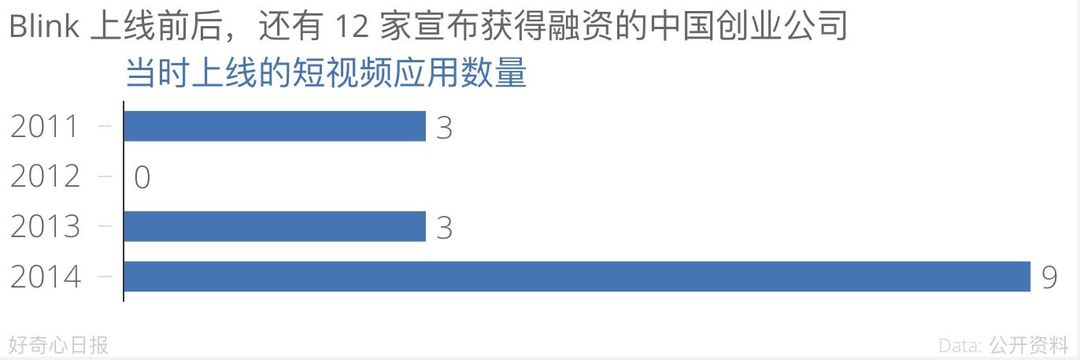 Blink 上线前后，还有 12 家宣布获得融资的中国创业公司
当时上线的短视频应用数量
2011 3
2012 0
2013 3
2014 9
好奇心日报 Data: 公开资料